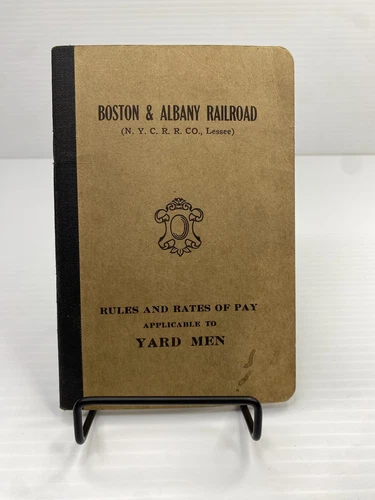 BOSTON & ALBANY RAILROAD
(N. Y. C. R. R. CO., Lessee)
RULES AND RATES OF PAY
APPLICABLE TO
YARD MEN